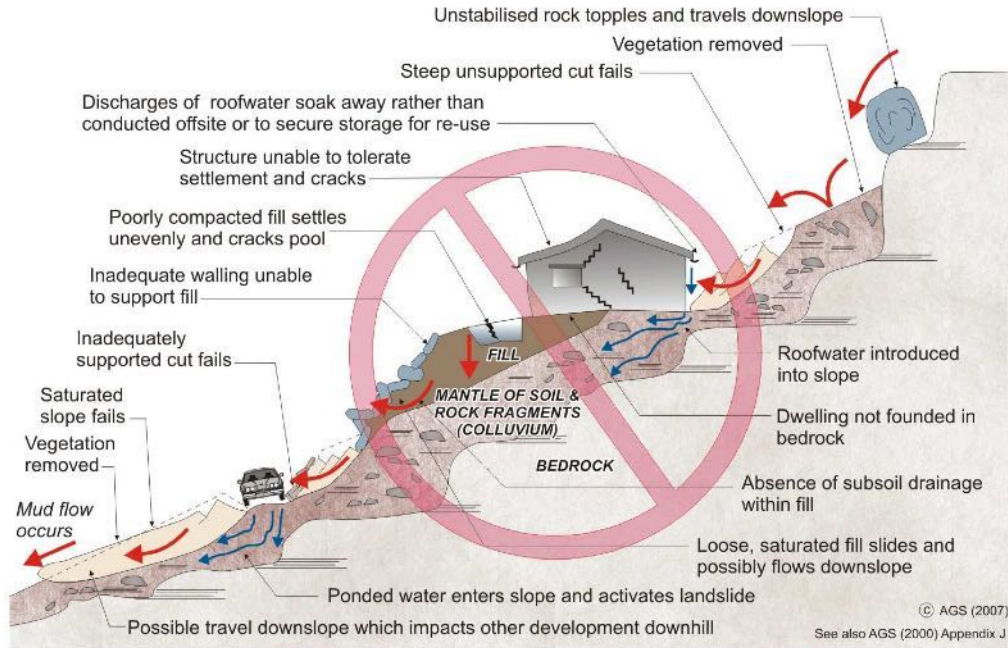 Unstabilised rock topples and travels downslope
Vegetation removed
Steep unsupported cut fails
Discharges of roofwater soak away rather than
conducted offsite or to secure storage for re-use
Structure unable to tolerate
settlement and cracks
Poorly compacted fill settles
unevenly and cracks pool
Inadequate walling unable
to support fill
Inadequately
supported cut fails
Saturated
slope fails
Vegetation
removed
Mud flow
occurs
FILL
MANTLE OF SOIL &
ROCK FRAGMENTS
(COLLUVIUM)
BEDROCK
Roofwater introduced
into slope
Dwelling not founded in
bedrock
Absence of subsoil drainage
within fill
Loose, saturated fill slides and
possibly flows downslope
Ponded water enters slope and activates landslide
Possible travel downslope which impacts other development downhill
© AGS (2007)
See also AGS (2000) Appendix J